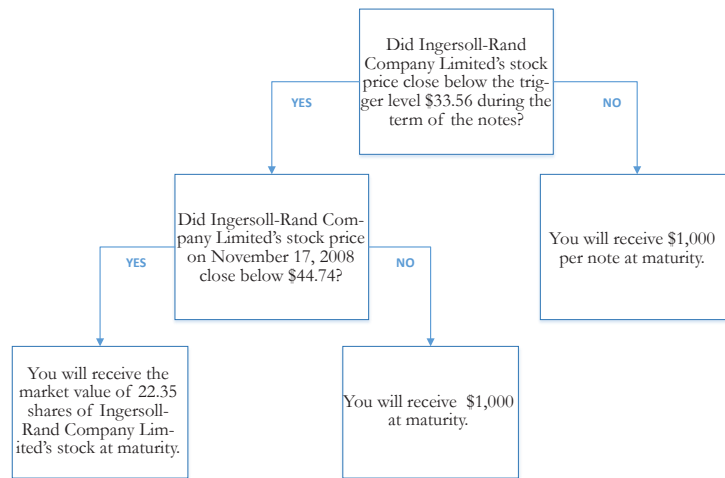 Did Ingersoll-Rand
Company Limited's stock
price close below the trig-
ger level $33.56 during the
term of the notes?
YES
NO
Did Ingersoll-Rand Com-
pany Limited's stock price
on November 17, 2008
close below $44.74?
You will receive $1,000
per note at maturity.
YES
NO
You will receive the
market value of 22.35
shares of Ingersoll-
Rand Company Lim-
ited's stock at maturity.
You will receive $1,000
at maturity.